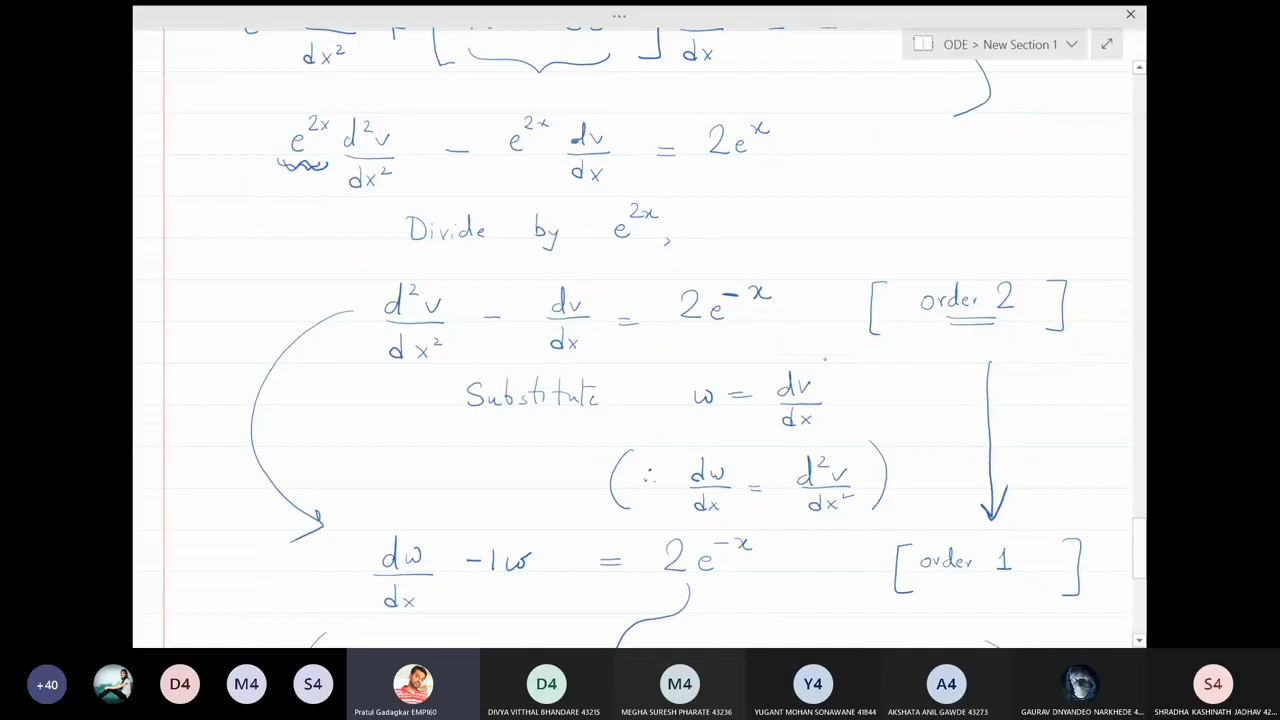 ...
ODE > New Section 1
dx² [ ] dx
e^2x d²v/dx² - e^2x dv/dx = 2e^x
Divide by e^2x,
d²v/dx² - dv/dx = 2e^-x [ order 2 ]
Substitute w = dv/dx
( ∴ dw/dx = d²v/dx² )
dw/dx - 1w = 2e^-x [ order 1 ]
+40 D4 M4 S4 D4 M4 Y4 A4 S4
Pratul Gadagkar EMP160 DIVYA VITTHAL BHANDARE 43215 MEGHA SURESH PHARATE 43236 YUGANT MOHAN SONAWANE 41844 AKSHATA ANIL GAWDE 43273 GAURAV DNYANDEO NARKHEDE 4... SHRADHA KASHINATH JADHAV 42...